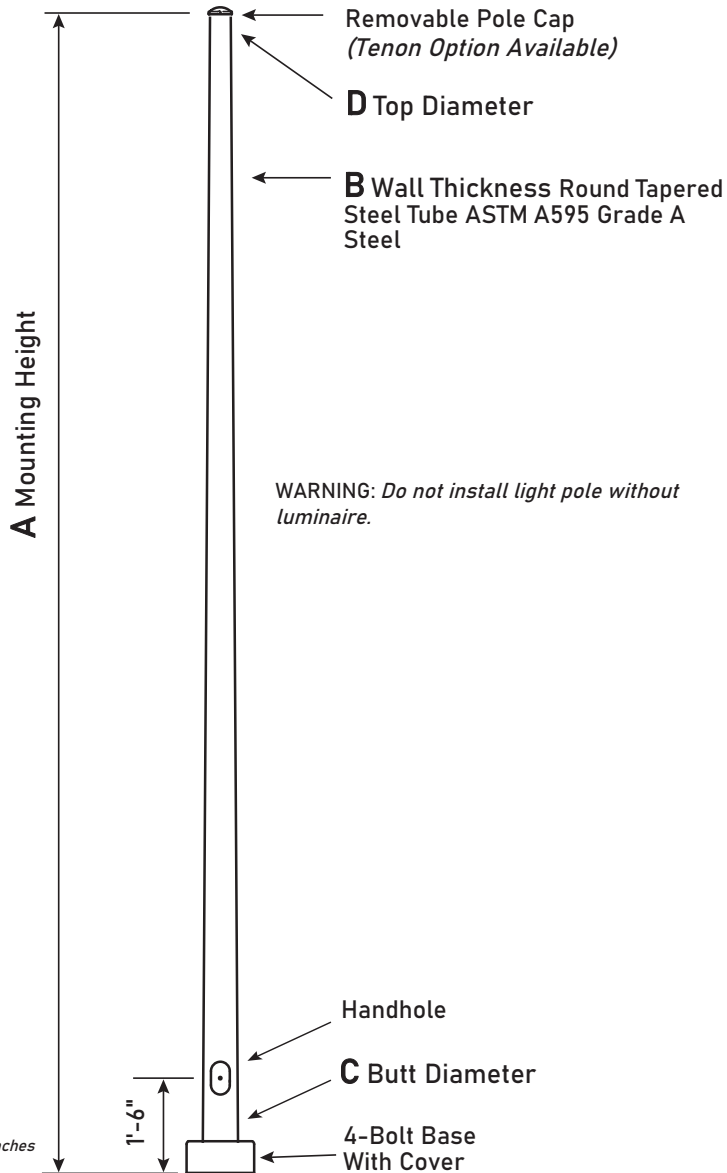 Removable Pole Cap
(Tenon Option Available)
D Top Diameter
B Wall Thickness Round Tapered
Steel Tube ASTM A595 Grade A
Steel
A Mounting Height
WARNING: Do not install light pole without
luminaire.
Handhole
C Butt Diameter
1'-6"
4-Bolt Base
With Cover